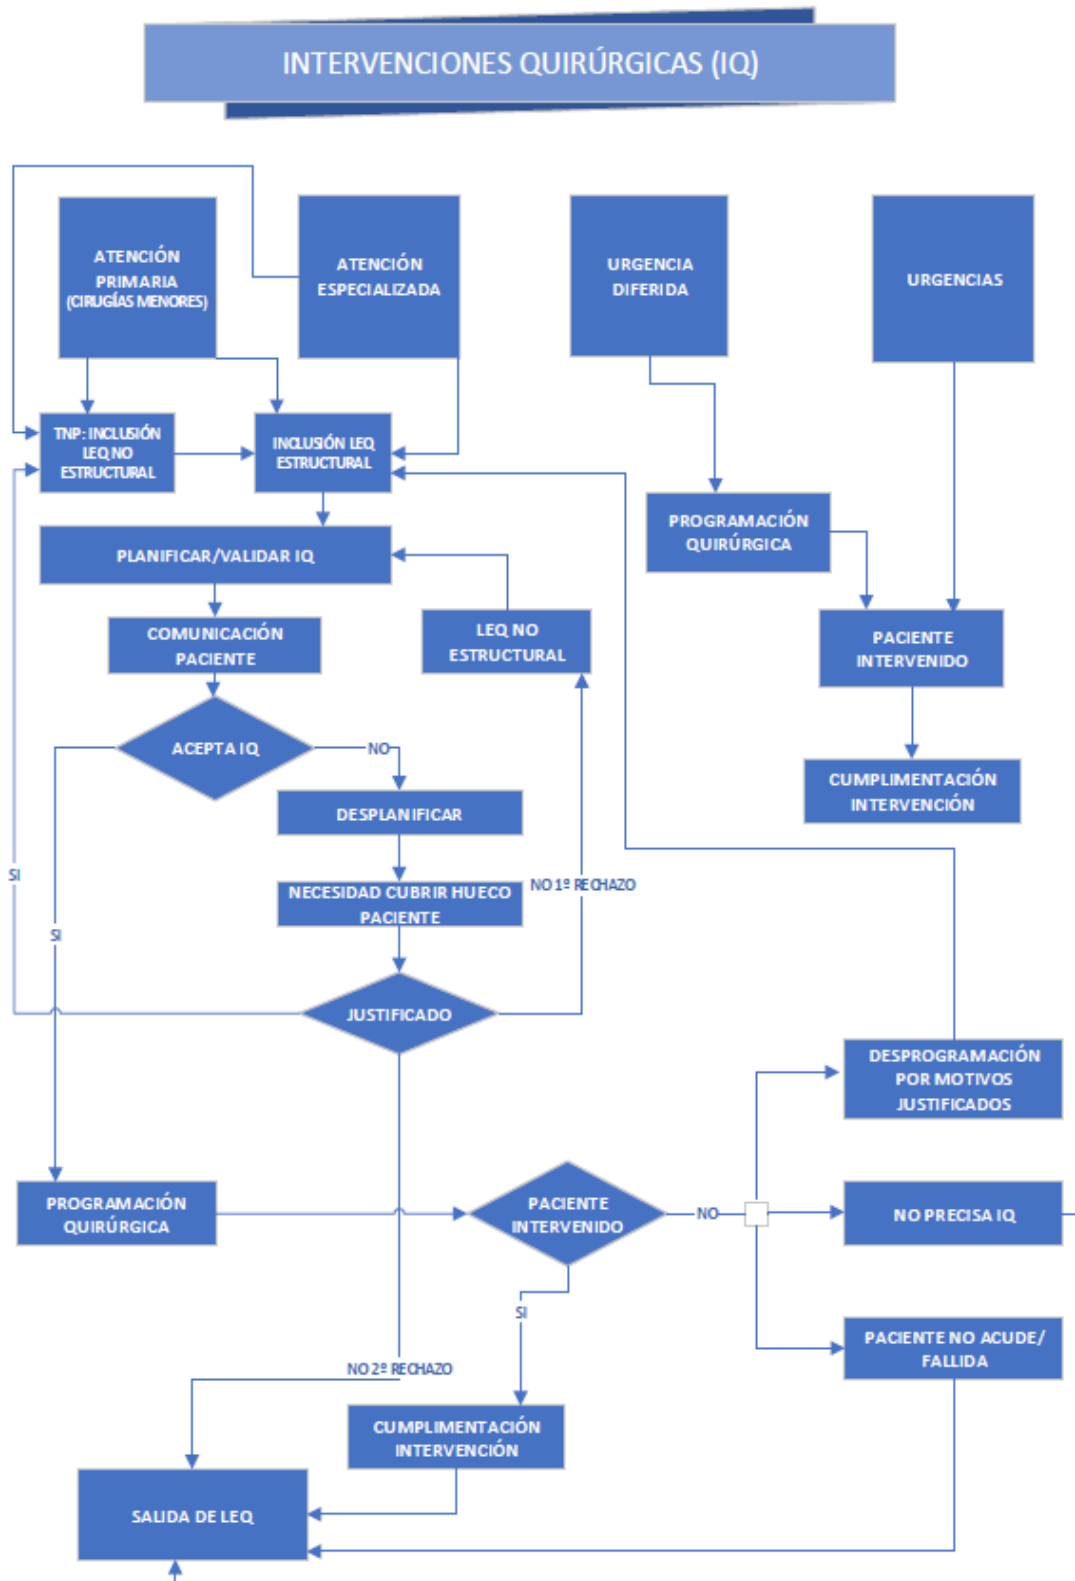 INTERVENCIONES QUIRÚRGICAS (IQ)
ATENCIÓN
PRIMARIA
(CIRUGÍAS MENORES)
ATENCIÓN
ESPECIALIZADA
URGENCIA
DIFERIDA
URGENCIAS
TNP: INCLUSIÓN
LEQ NO
ESTRUCTURAL
INCLUSIÓN LEQ
ESTRUCTURAL
PROGRAMACIÓN
QUIRÚRGICA
PLANIFICAR/VALIDAR IQ
COMUNICACIÓN
PACIENTE
LEQ NO
ESTRUCTURAL
PACIENTE
INTERVENIDO
ACEPTA IQ
NO
CUMPLIMENTACIÓN
INTERVENCIÓN
DESPLANIFICAR
SI
NECESIDAD CUBRIR HUECO
PACIENTE
NO 1º RECHAZO
SI
JUSTIFICADO
DESPROGRAMACIÓN
POR MOTIVOS
JUSTIFICADOS
PROGRAMACIÓN
QUIRÚRGICA
PACIENTE
INTERVENIDO
NO
NO PRECISA IQ
SI
PACIENTE NO ACUDE/
FALLIDA
NO 2º RECHAZO
CUMPLIMENTACIÓN
INTERVENCIÓN
SALIDA DE LEQ